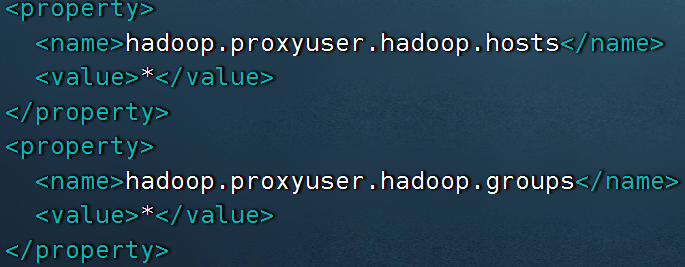 <property>
<name>hadoop.proxyuser.hadoop.hosts</name>
<value>*</value>
</property>
<property>
<name>hadoop.proxyuser.hadoop.groups</name>
<value>*</value>
</property>